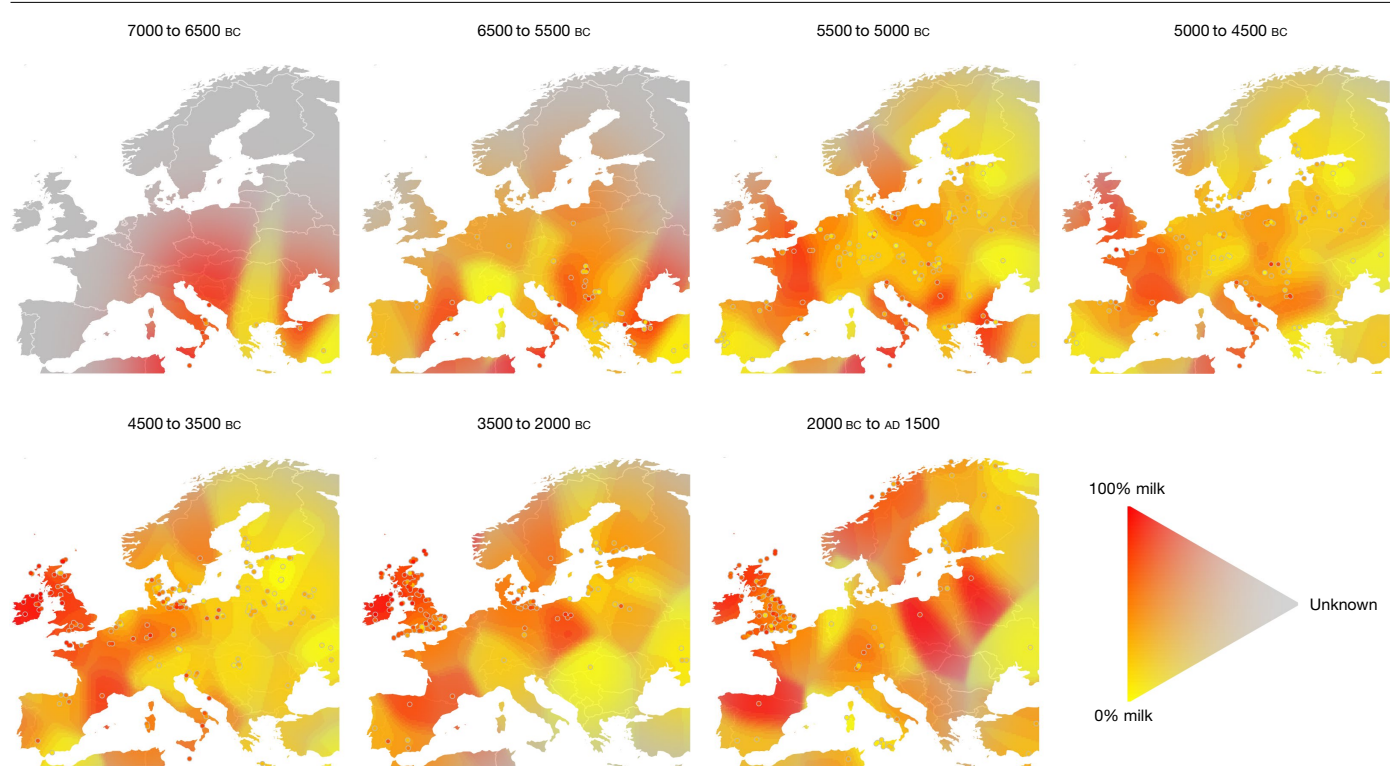 7000 to 6500 BC
6500 to 5500 BC
5500 to 5000 BC
5000 to 4500 BC
4500 to 3500 BC
3500 to 2000 BC
2000 BC to AD 1500
100% milk
Unknown
0% milk